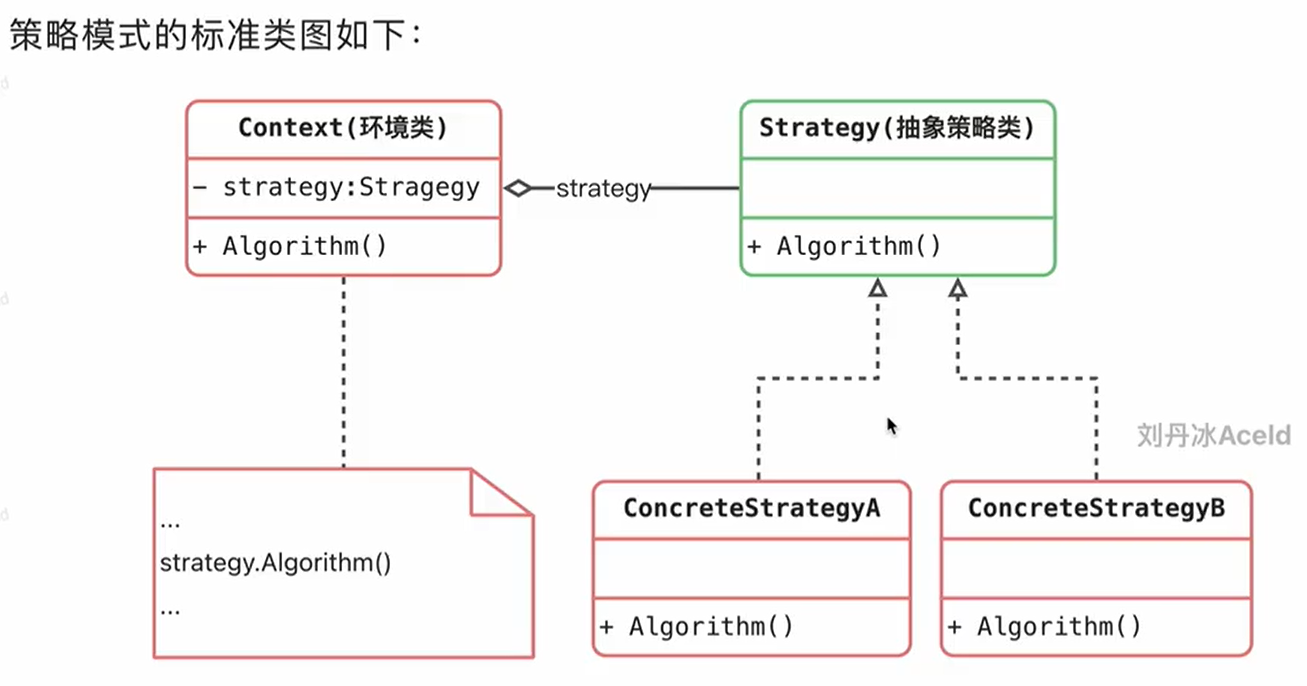 策略模式的标准类图如下：
Context(环境类)
- strategy:Stragegy
+ Algorithm()
strategy
Strategy(抽象策略类)
+ Algorithm()
...
strategy.Algorithm()
...
ConcreteStrategyA
+ Algorithm()
ConcreteStrategyB
+ Algorithm()
刘丹冰Aceld